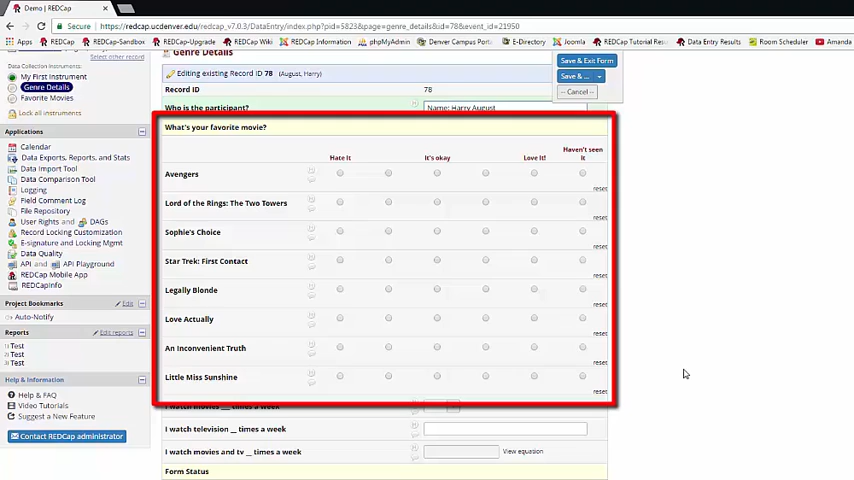 Demo | REDCap
Secure https://redcap.ucdenver.edu/redcap_v7.0.3/DataEntry/index.php?pid=5823&page=genre_details&id=78&event_id=21950
Apps REDCap REDCap-Sandbox REDCap-Upgrade REDCap Information phpMyAdmin Denver Campus Port E-Directory Joomla REDCap Tutorial Resou Data Entry Results Room Scheduler Amanda
Data Collection Instruments:
Select other record
My First Instrument
Genre Details
Favorite Movies
Lock all instruments
Applications
Calendar
Data Exports, Reports, and Stats
Data Import Tool
Data Comparison Tool
Logging
Field Comment Log
File Repository
User Rights and DAGs
Record Locking Customization
E-signature and Locking Mgmt
Data Quality
API and API Playground
REDCap Mobile App
REDCapInfo
Project Bookmarks Edit
Auto-Notify
Reports Edit reports
1) Test
2) Test
3) Test
Help & Information
Help & FAQ
Video Tutorials
Suggest a New Feature
Contact REDCap administrator
Genre Details
Save & Exit Form
Save & ...
-- Cancel --
Editing existing Record ID 78 (August, Harry)
Record ID 78
Who is the participant? Name: Harry August
What's your favorite movie?
Hate it It's okay Love It! Haven't seen it
Avengers
reset
Lord of the Rings: The Two Towers
reset
Sophie's Choice
reset
Star Trek: First Contact
reset
Legally Blonde
reset
Love Actually
reset
An Inconvenient Truth
reset
Little Miss Sunshine
reset
I watch movies __ times a week
I watch television __ times a week
I watch movies and tv __ times a week View equation
Form Status